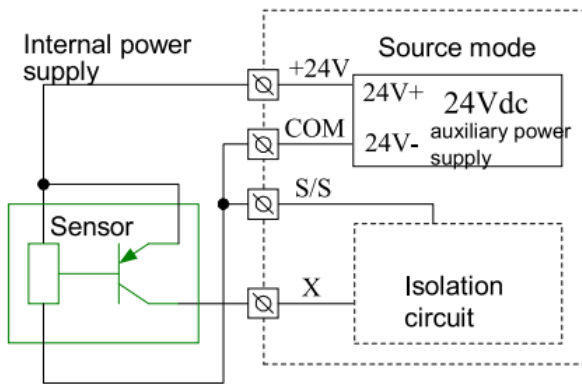 Internal power
supply
Source mode
+24V
24V+
24Vdc
COM
24V-
auxiliary power
supply
S/S
Sensor
X
Isolation
circuit